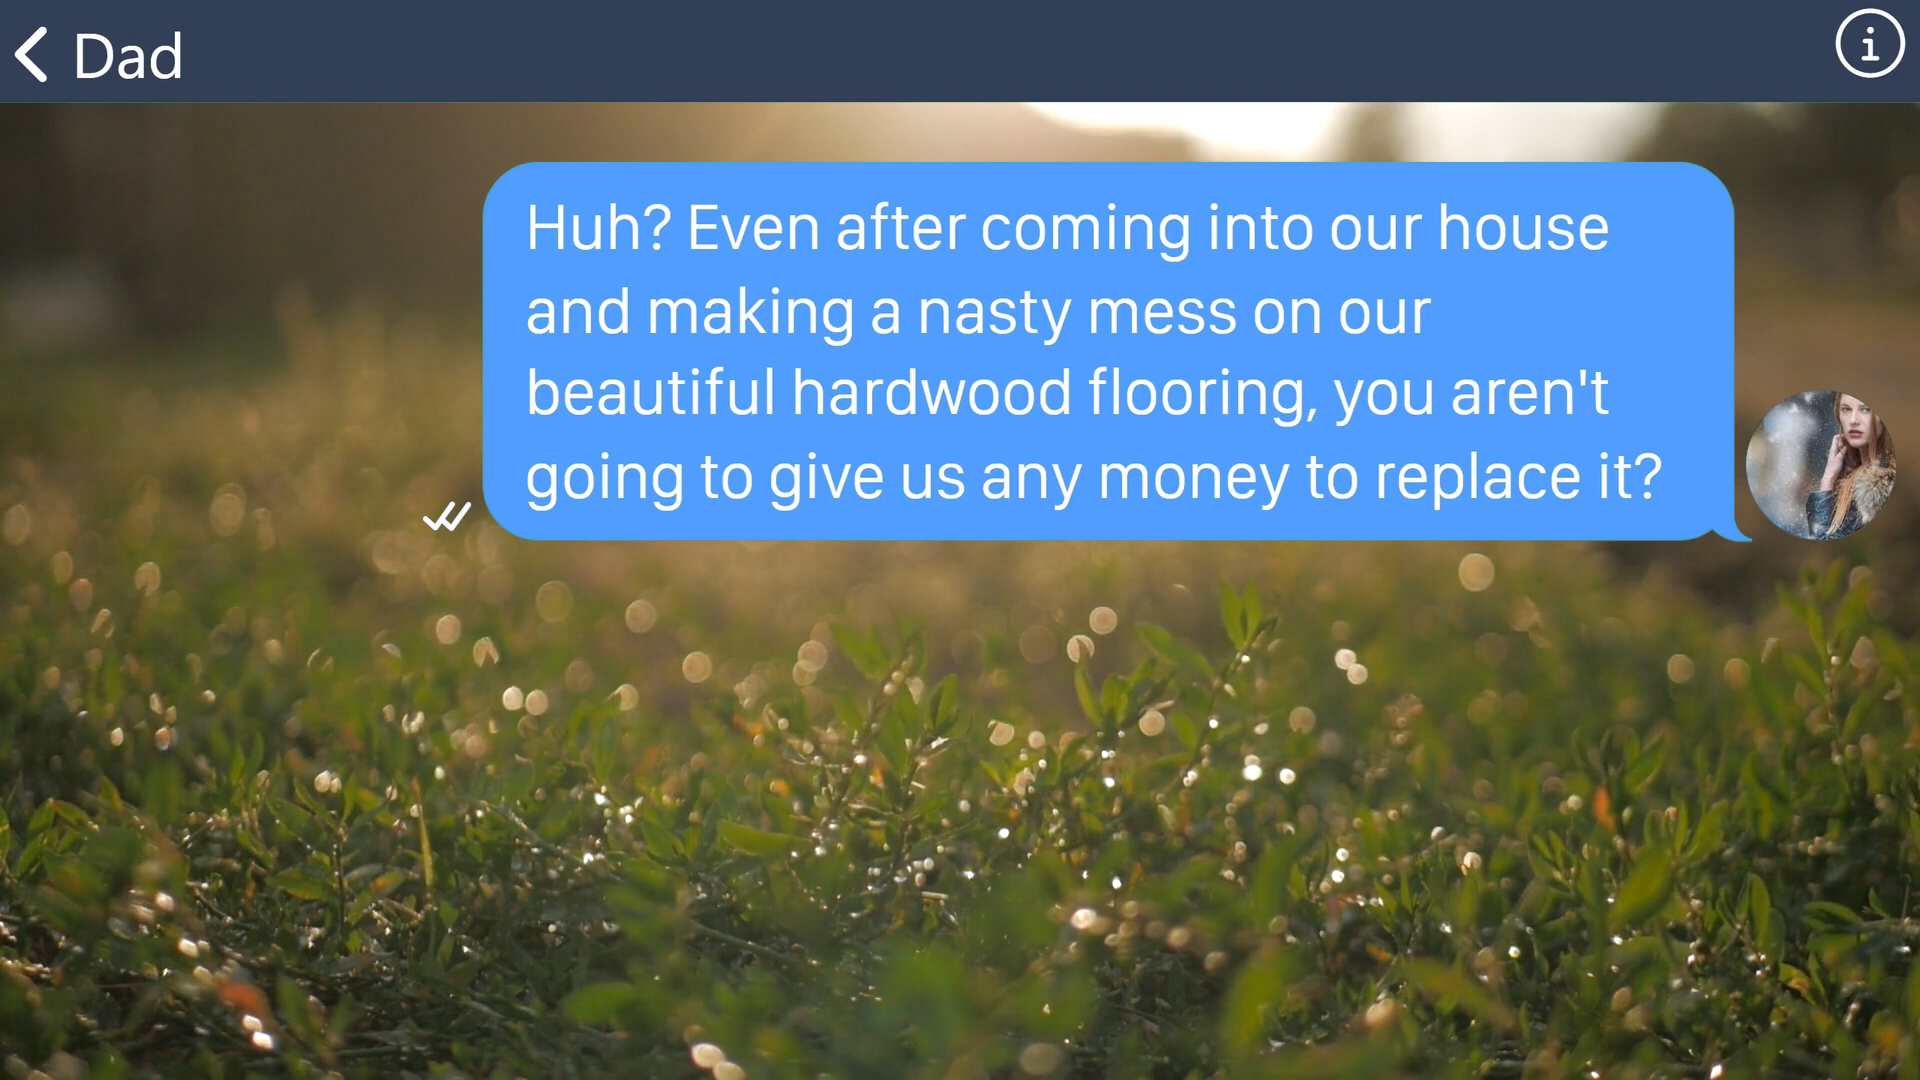 Dad
Huh? Even after coming into our house
and making a nasty mess on our
beautiful hardwood flooring, you aren't
going to give us any money to replace it?